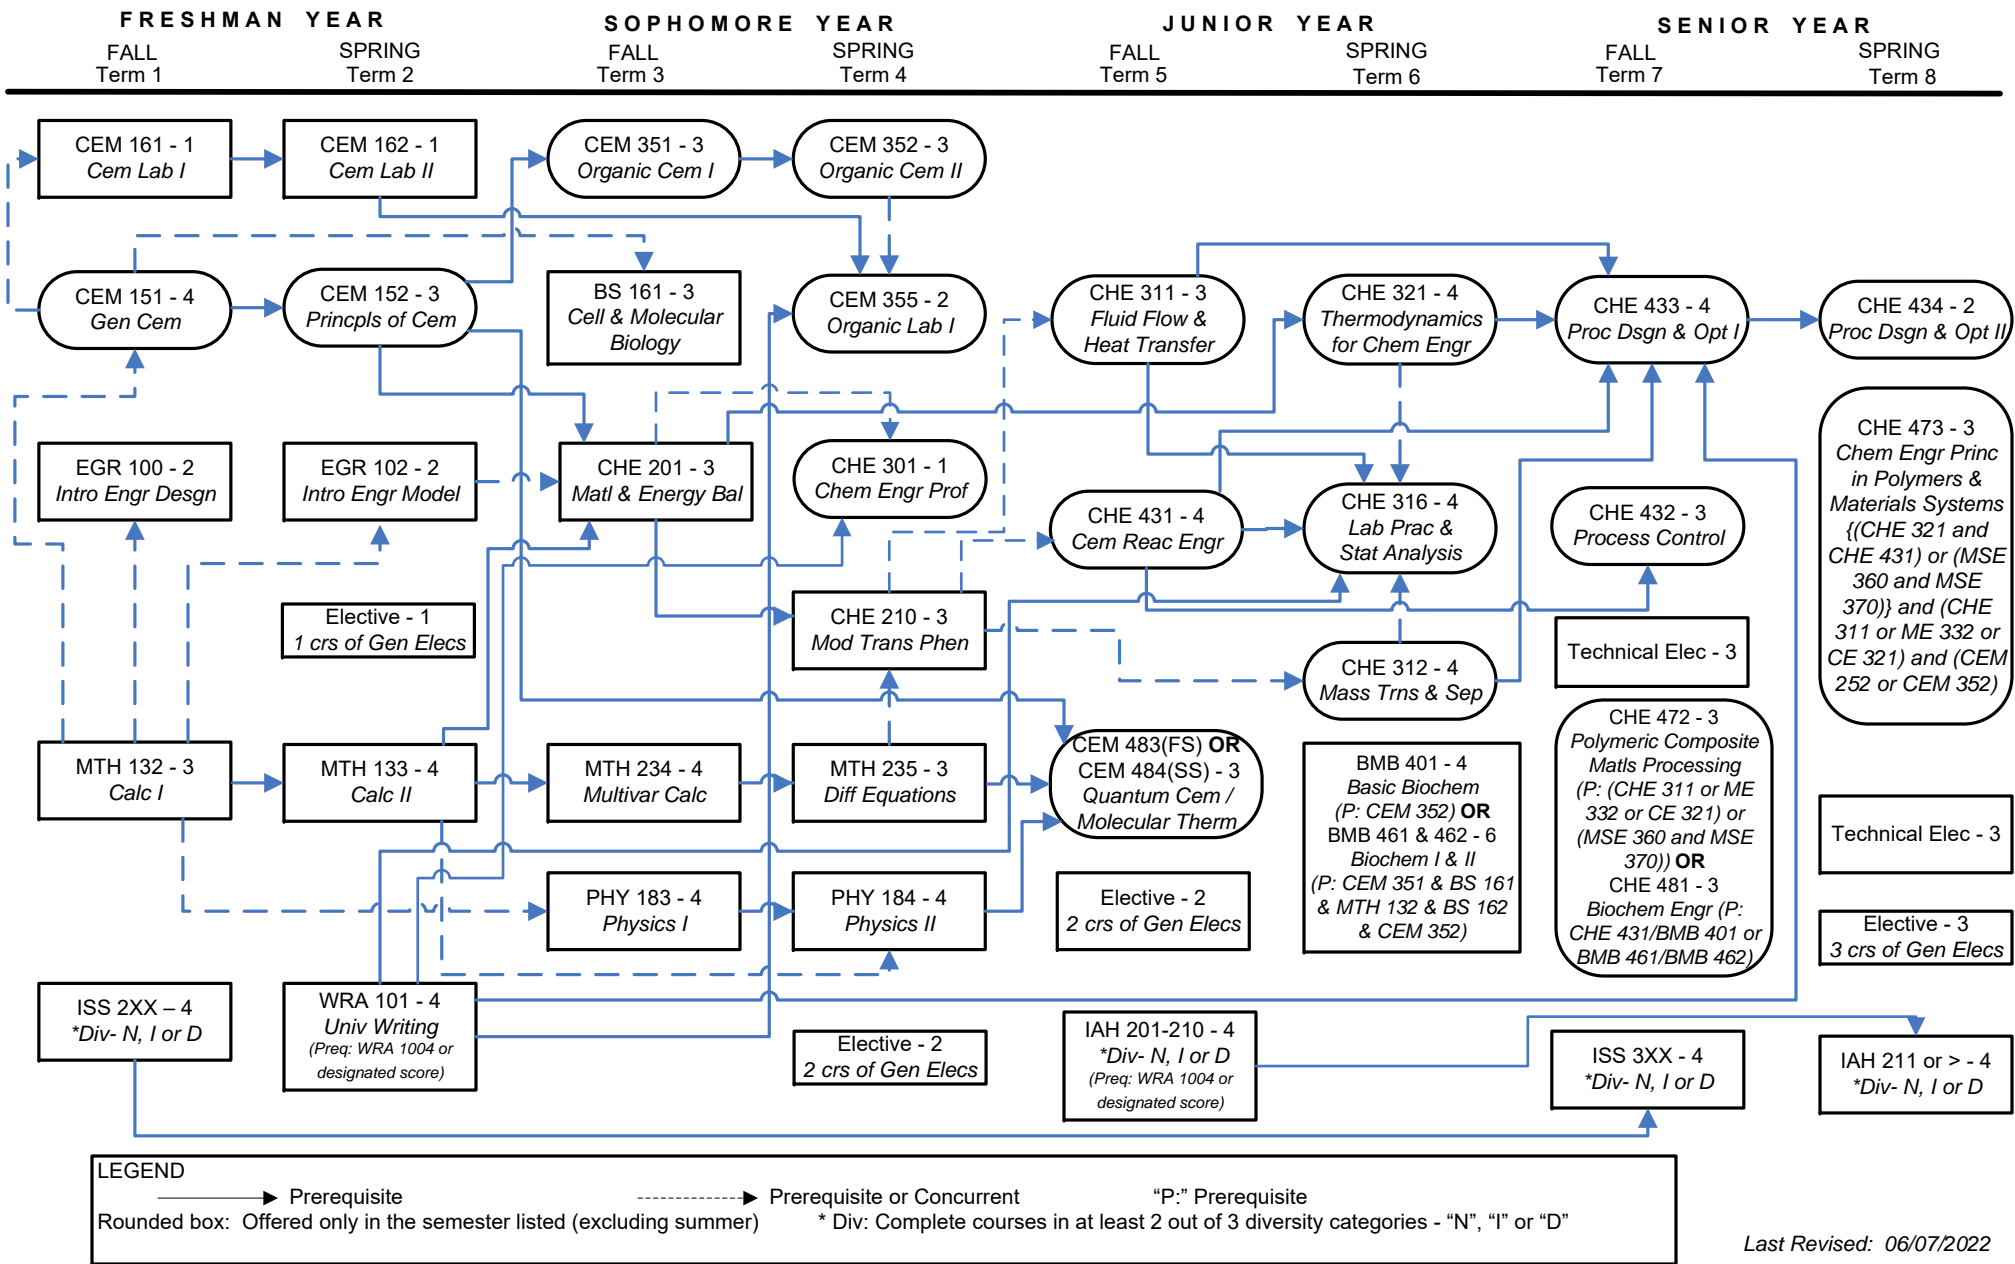 FRESHMAN YEAR
SOPHOMORE YEAR
JUNIOR YEAR
SENIOR YEAR
FALL
Term 1
SPRING
Term 2
FALL
Term 3
SPRING
Term 4
FALL
Term 5
SPRING
Term 6
FALL
Term 7
SPRING
Term 8
CEM 161 - 1
Cem Lab I
CEM 162 - 1
Cem Lab II
CEM 351 - 3
Organic Cem I
CEM 352 - 3
Organic Cem II
CEM 151 - 4
Gen Cem
CEM 152 - 3
Princpls of Cem
BS 161 - 3
Cell & Molecular
Biology
CEM 355 - 2
Organic Lab I
CHE 311 - 3
Fluid Flow &
Heat Transfer
CHE 321 - 4
Thermodynamics
for Chem Engr
CHE 433 - 4
Proc Dsgn & Opt I
CHE 434 - 2
Proc Dsgn & Opt II
EGR 100 - 2
Intro Engr Desgn
EGR 102 - 2
Intro Engr Model
CHE 201 - 3
Matl & Energy Bal
CHE 301 - 1
Chem Engr Prof
CHE 431 - 4
Cem Reac Engr
CHE 316 - 4
Lab Prac &
Stat Analysis
CHE 432 - 3
Process Control
CHE 473 - 3
Chem Engr Princ
in Polymers &
Materials Systems
{(CHE 321 and
CHE 431) or (MSE
360 and MSE
370)} and (CHE
311 or ME 332 or
CE 321) and (CEM
252 or CEM 352)
Elective - 1
1 crs of Gen Elecs
CHE 210 - 3
Mod Trans Phen
CHE 312 - 4
Mass Trns & Sep
Technical Elec - 3
MTH 132 - 3
Calc I
MTH 133 - 4
Calc II
MTH 234 - 4
Multivar Calc
MTH 235 - 3
Diff Equations
CEM 483(FS) OR
CEM 484(SS) - 3
Quantum Cem /
Molecular Therm
BMB 401 - 4
Basic Biochem
(P: CEM 352) OR
BMB 461 & 462 - 6
Biochem I & II
(P: CEM 351 & BS 161
& MTH 132 & BS 162
& CEM 352)
CHE 472 - 3
Polymeric Composite
Matls Processing
(P: (CHE 311 or ME
332 or CE 321) or
(MSE 360 and MSE
370)) OR
CHE 481 - 3
Biochem Engr (P:
CHE 431/BMB 401 or
BMB 461/BMB 462)
Technical Elec - 3
PHY 183 - 4
Physics I
PHY 184 - 4
Physics II
Elective - 2
2 crs of Gen Elecs
Elective - 3
3 crs of Gen Elecs
ISS 2XX – 4
*Div- N, I or D
WRA 101 - 4
Univ Writing
(Preq: WRA 1004 or
designated score)
Elective - 2
2 crs of Gen Elecs
IAH 201-210 - 4
*Div- N, I or D
(Preq: WRA 1004 or
designated score)
ISS 3XX - 4
*Div- N, I or D
IAH 211 or > - 4
*Div- N, I or D
LEGEND
Prerequisite
Prerequisite or Concurrent
“P:” Prerequisite
Rounded box: Offered only in the semester listed (excluding summer)
* Div: Complete courses in at least 2 out of 3 diversity categories - “N”, “I” or “D”
Last Revised: 06/07/2022